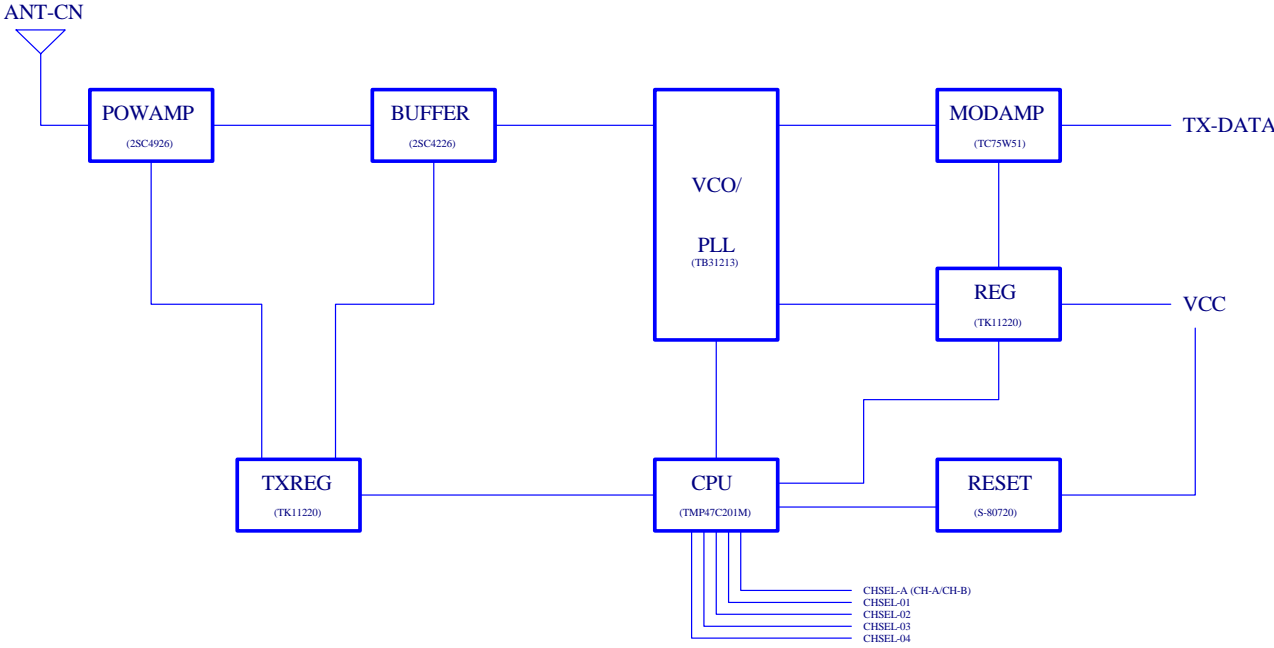 ANT-CN
POWAMP
(2SC4926)
BUFFER
(2SC4226)
VCO/
PLL
(TB31213)
MODAMP
(TC75W51)
TX-DATA
REG
(TK11220)
VCC
TXREG
(TK11220)
CPU
(TMP47C201M)
RESET
(S-80720)
CHSEL-A (CH-A/CH-B)
CHSEL-01
CHSEL-02
CHSEL-03
CHSEL-04